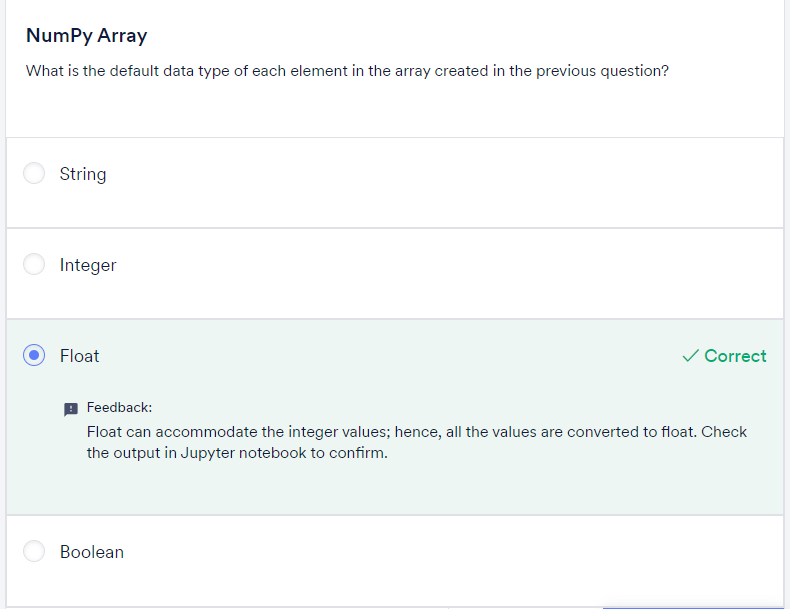 NumPy Array
What is the default data type of each element in the array created in the previous question?
String
Integer
Float
Correct
Feedback:
Float can accommodate the integer values; hence, all the values are converted to float. Check
the output in Jupyter notebook to confirm.
Boolean